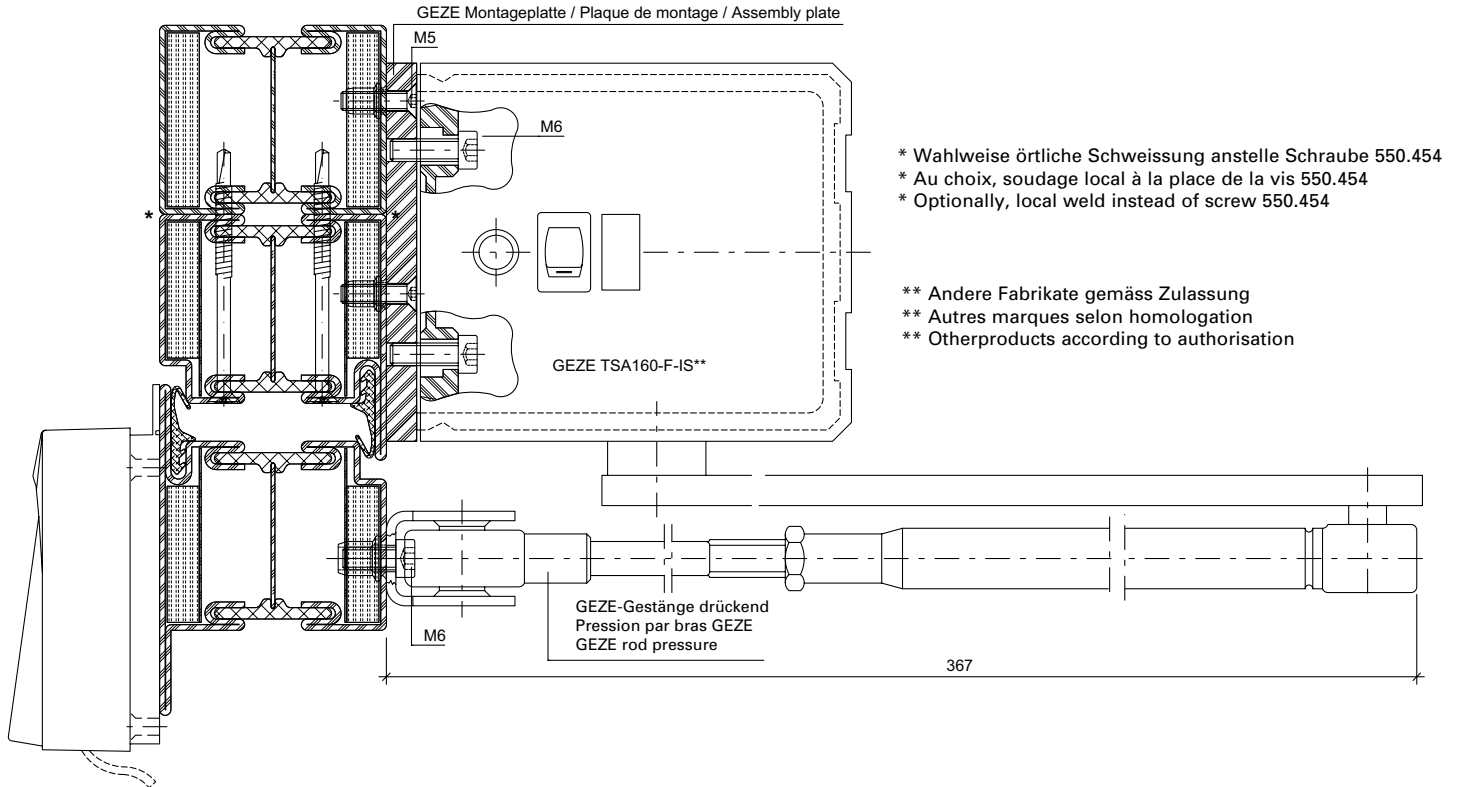 GEZE Montageplatte / Plaque de montage / Assembly plate
M5
M6
* Wahlweise örtliche Schweissung anstelle Schraube 550.454
* Au choix, soudage local à la place de la vis 550.454
* Optionally, local weld instead of screw 550.454
* *
** Andere Fabrikate gemäss Zulassung
** Autres marques selon homologation
** Otherproducts according to authorisation
GEZE TSA160-F-IS**
GEZE-Gestänge drückend
Pression par bras GEZE
GEZE rod pressure
M6
367